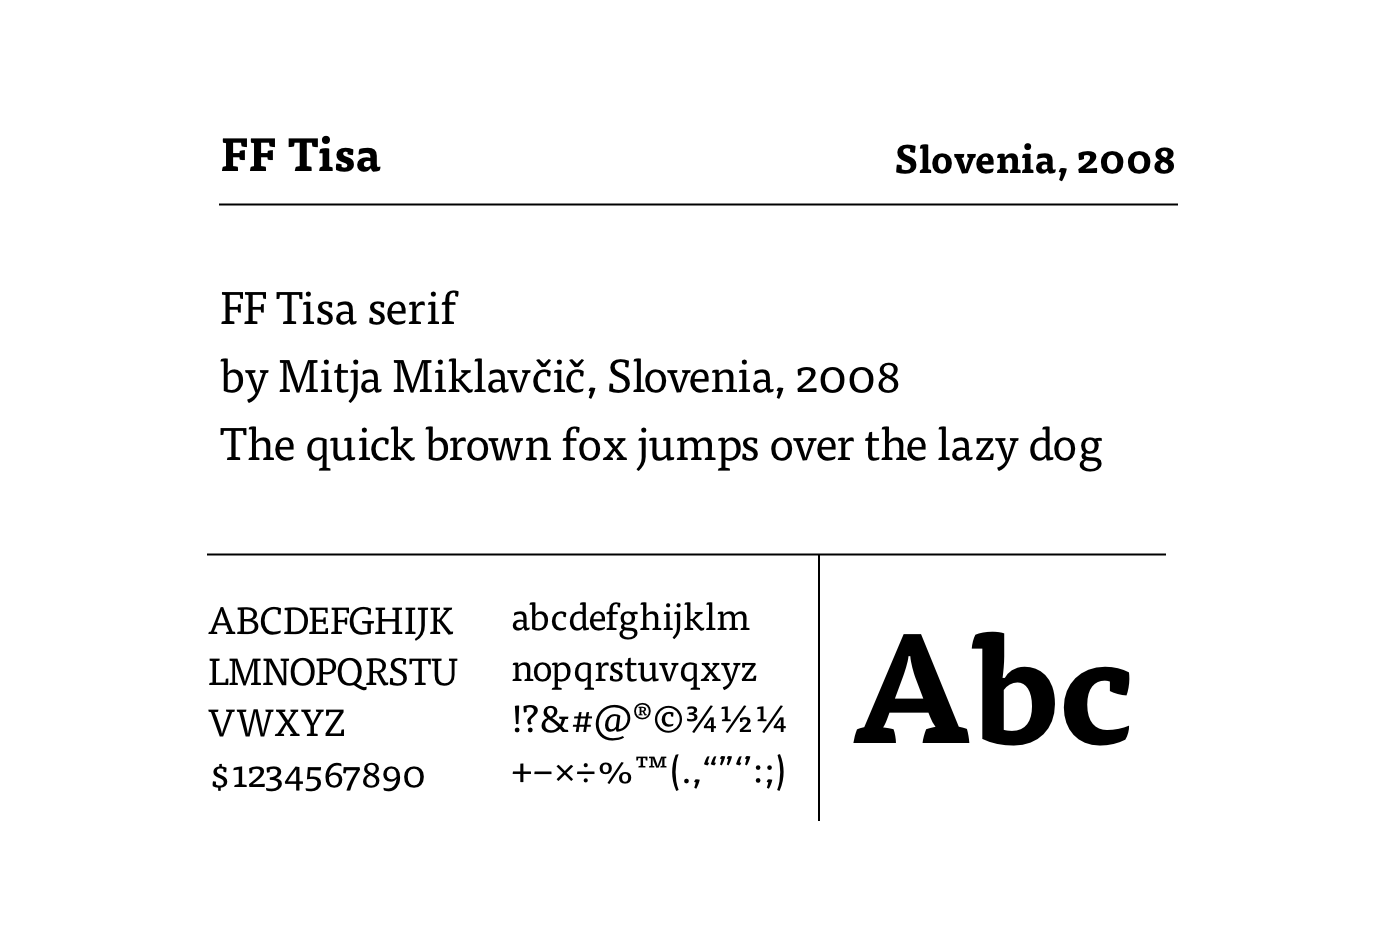 FF Tisa
Slovenia, 2008
FF Tisa serif
by Mitja Miklavčič, Slovenia, 2008
The quick brown fox jumps over the lazy dog
ABCDEFGHIJK
LMNOPQRSTU
VWXYZ
$1234567890
abcdefghijklm
nopqrstuvqxyz
!?&#@®©¾½¼
+−×÷%™(.,“”‘’:;)
Abc